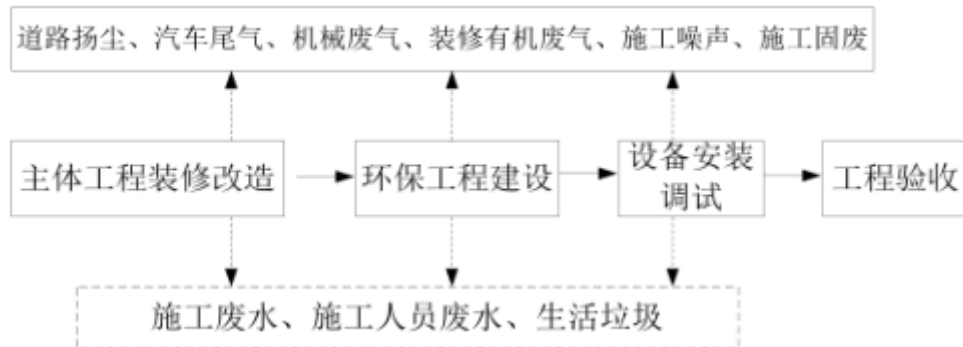 道路扬尘、汽车尾气、机械废气、装修有机废气、施工噪声、施工固废
主体工程装修改造
环保工程建设
设备安装
调试
工程验收
施工废水、施工人员废水、生活垃圾